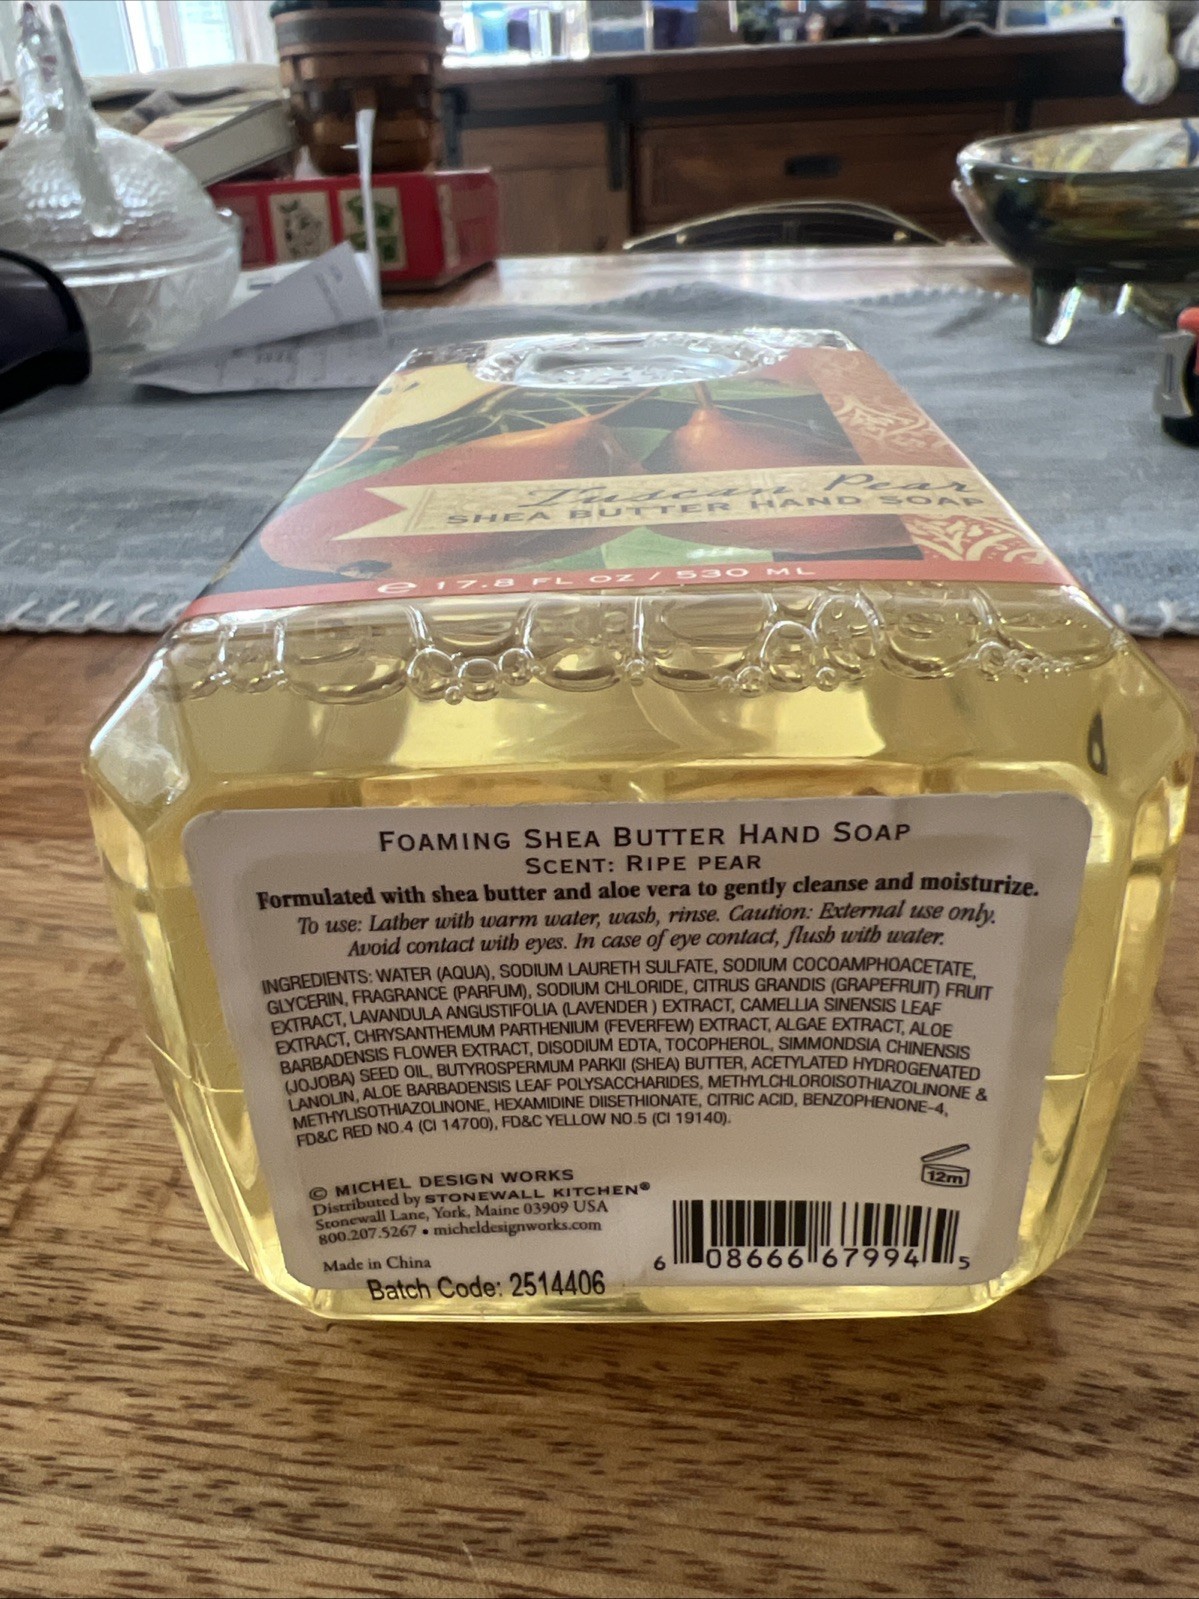 Tuscan Pear
SHEA BUTTER HAND SOAP
e 17.8 FL OZ / 530 ML
FOAMING SHEA BUTTER HAND SOAP
SCENT: RIPE PEAR
Formulated with shea butter and aloe vera to gently cleanse and moisturize.
To use: Lather with warm water, wash, rinse. Caution: External use only.
Avoid contact with eyes. In case of eye contact, flush with water.
INGREDIENTS: WATER (AQUA), SODIUM LAURETH SULFATE, SODIUM COCOAMPHOACETATE,
GLYCERIN, FRAGRANCE (PARFUM), SODIUM CHLORIDE, CITRUS GRANDIS (GRAPEFRUIT) FRUIT
EXTRACT, LAVANDULA ANGUSTIFOLIA (LAVENDER ) EXTRACT, CAMELLIA SINENSIS LEAF
EXTRACT, CHRYSANTHEMUM PARTHENIUM (FEVERFEW) EXTRACT, ALGAE EXTRACT, ALOE
BARBADENSIS FLOWER EXTRACT, DISODIUM EDTA, TOCOPHEROL, SIMMONDSIA CHINENSIS
(JOJOBA) SEED OIL, BUTYROSPERMUM PARKII (SHEA) BUTTER, ACETYLATED HYDROGENATED
LANOLIN, ALOE BARBADENSIS LEAF POLYSACCHARIDES, METHYLCHLOROISOTHIAZOLINONE &
METHYLISOTHIAZOLINONE, HEXAMIDINE DIISETHIONATE, CITRIC ACID, BENZOPHENONE-4,
FD&C RED NO.4 (CI 14700), FD&C YELLOW NO.5 (CI 19140).
12m
© MICHEL DESIGN WORKS
Distributed by STONEWALL KITCHEN®
Stonewall Lane, York, Maine 03909 USA
800.207.5267 • micheldesignworks.com
Made in China
Batch Code: 2514406
6 08666 67994 5